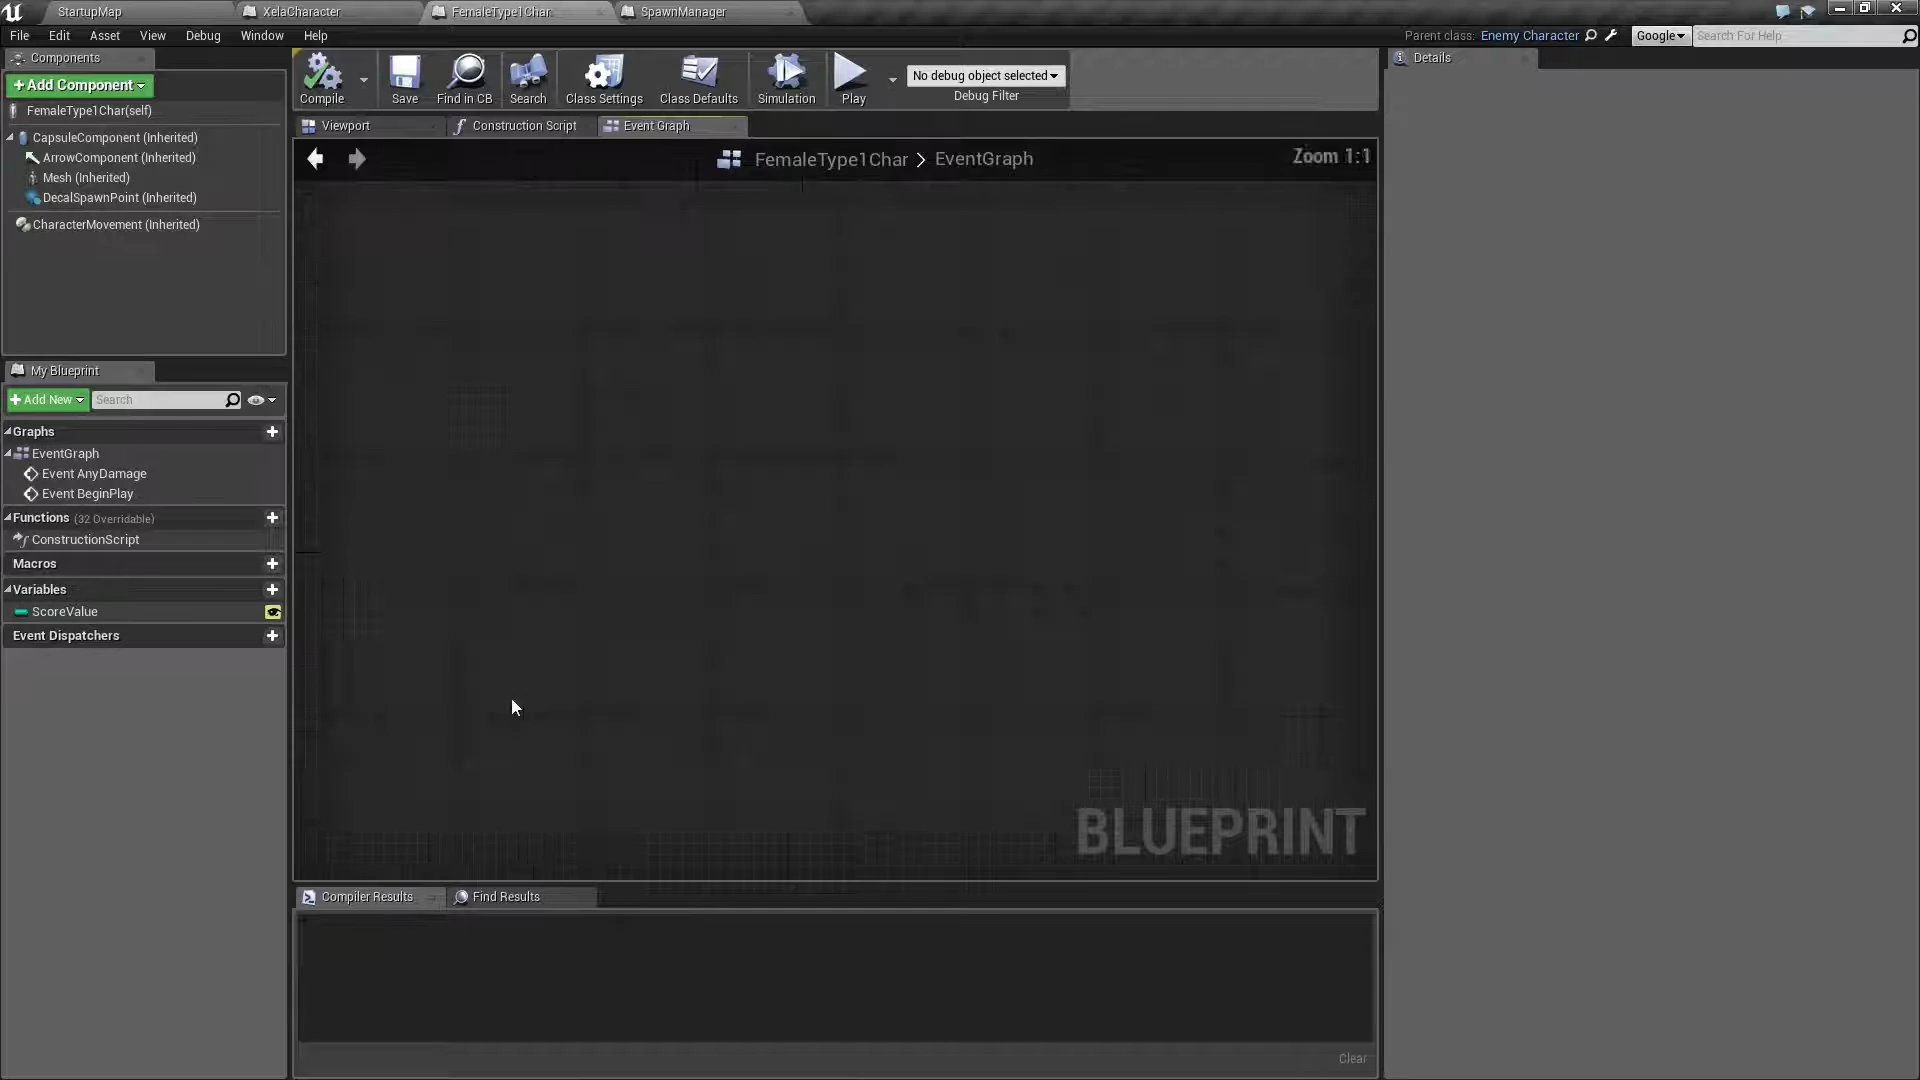 StartupMap
XelaCharacter
FemaleType1Char
SpawnManager
File
Edit
Asset
View
Debug
Window
Help
Parent class: Enemy Character
Google
Search For Help
Components
+Add Component
FemaleType1Char(self)
CapsuleComponent (Inherited)
ArrowComponent (Inherited)
Mesh (Inherited)
DecalSpawnPoint (Inherited)
CharacterMovement (Inherited)
Compile
Save
Find in CB
Search
Class Settings
Class Defaults
Simulation
Play
No debug object selected
Debug Filter
Details
Viewport
Construction Script
Event Graph
FemaleType1Char > EventGraph
Zoom 1:1
My Blueprint
+Add New
Search
Graphs
EventGraph
Event AnyDamage
Event BeginPlay
Functions (32 Overridable)
ConstructionScript
Macros
Variables
ScoreValue
Event Dispatchers
BLUEPRINT
Compiler Results
Find Results
Clear